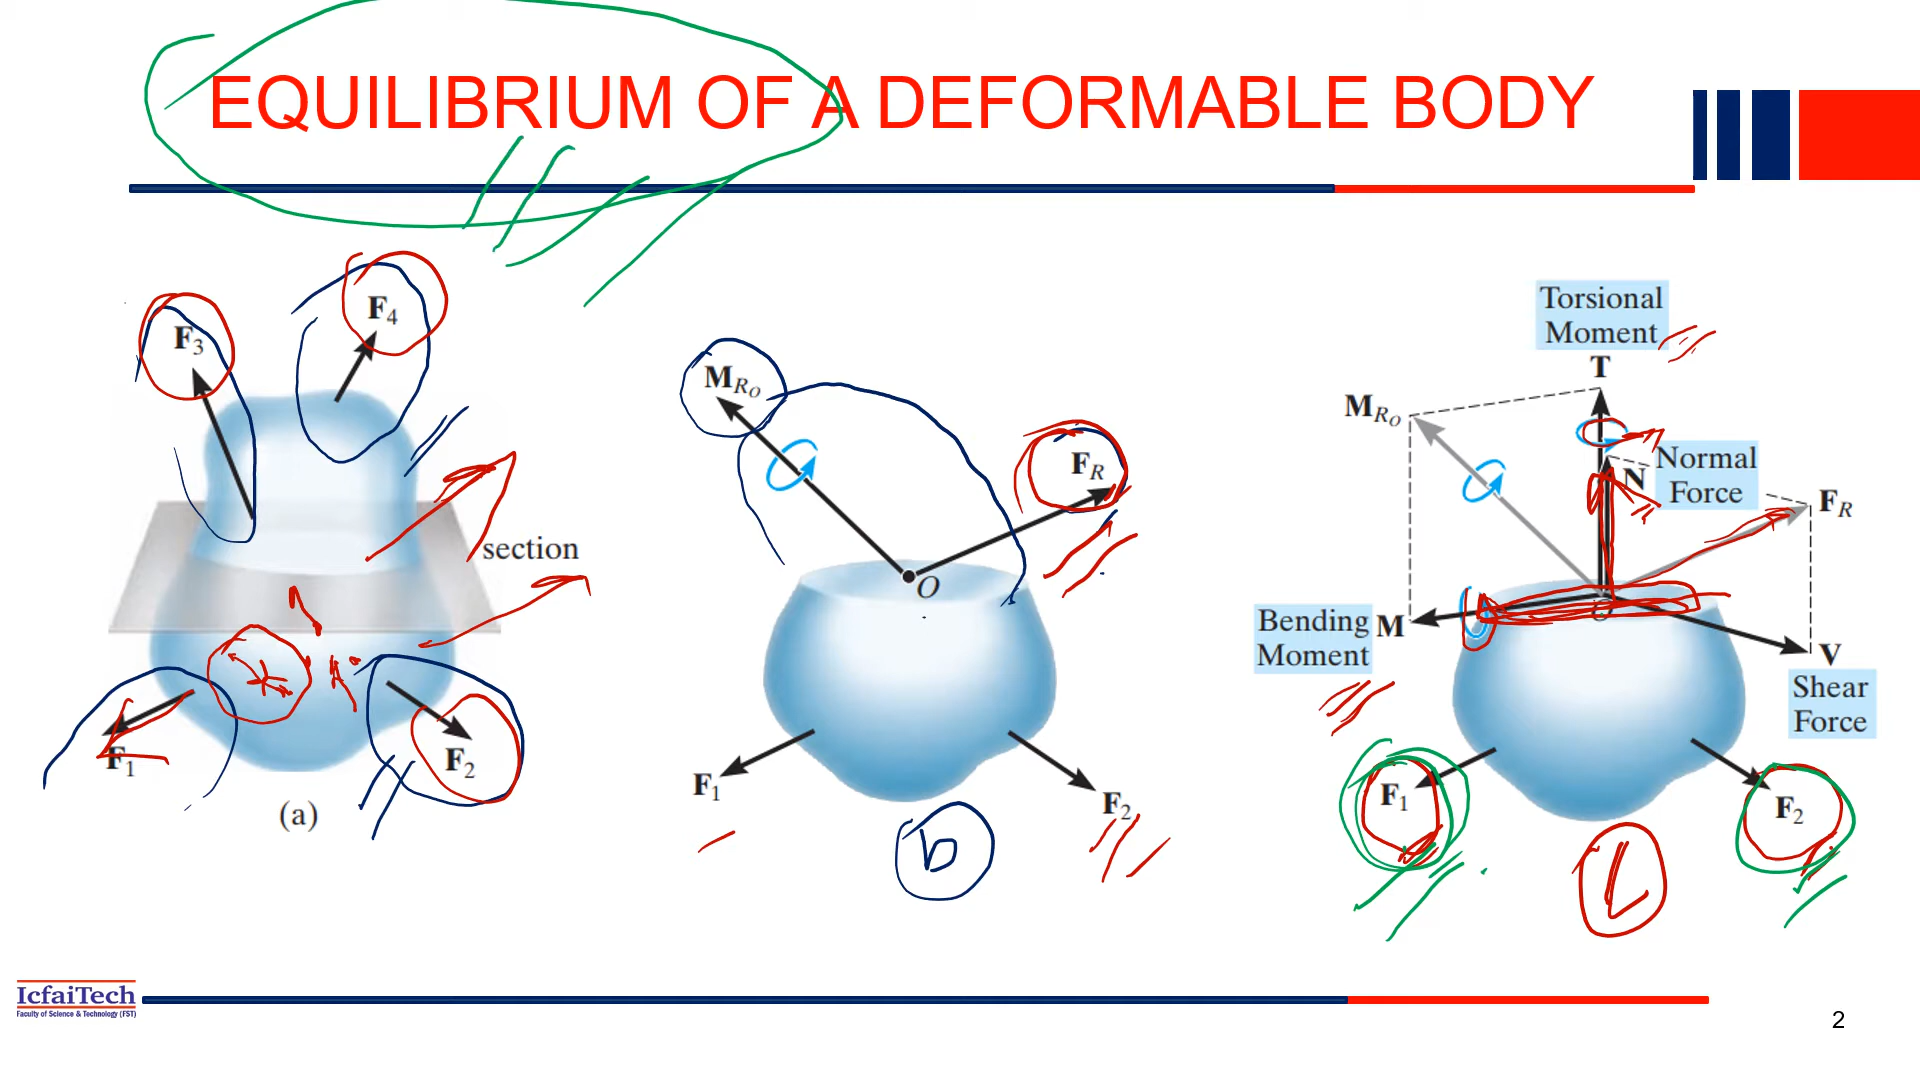 EQUILIBRIUM OF A DEFORMABLE BODY
F3
F4
section
F1
F2
(a)
MRO
FR
O
F1
F2
b
Torsional
Moment
T
MRO
N
Normal
Force
FR
Bending
Moment
M
O
V
Shear
Force
F1
F2
IcfaiTech
Faculty of Science & Technology (FST)
2